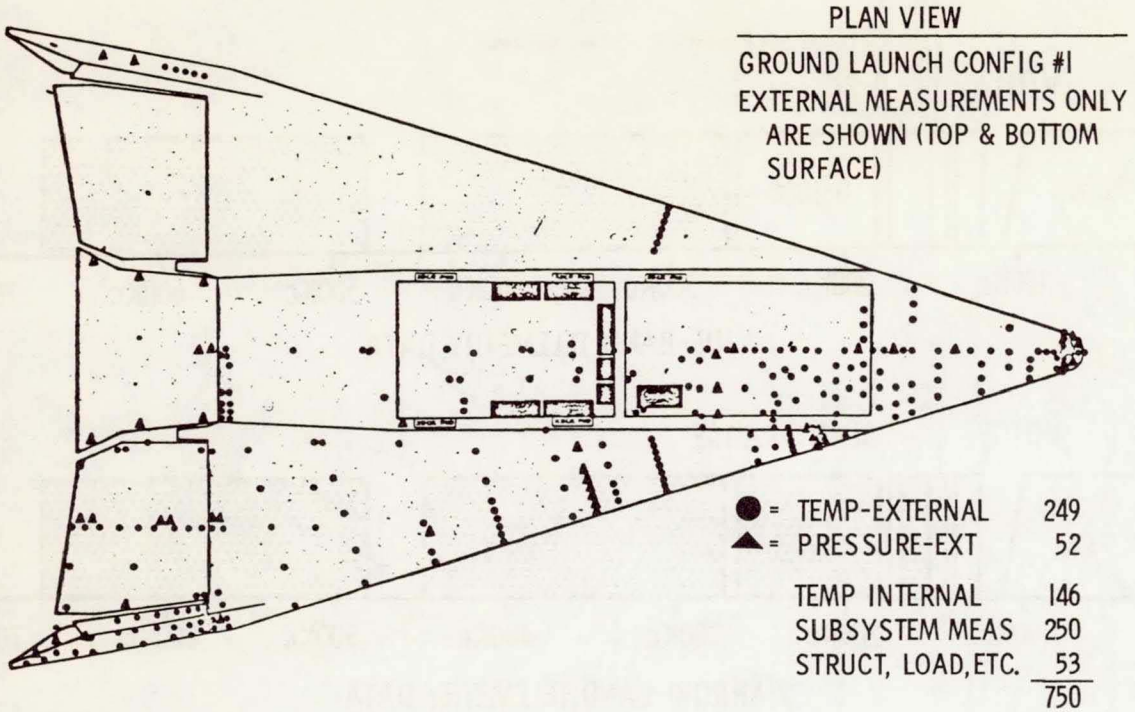 PLAN VIEW
GROUND LAUNCH CONFIG #1
EXTERNAL MEASUREMENTS ONLY
ARE SHOWN (TOP & BOTTOM
SURFACE)
= TEMP-EXTERNAL 249
= PRESSURE-EXT 52
TEMP INTERNAL 146
SUBSYSTEM MEAS 250
STRUCT, LOAD, ETC. 53
750